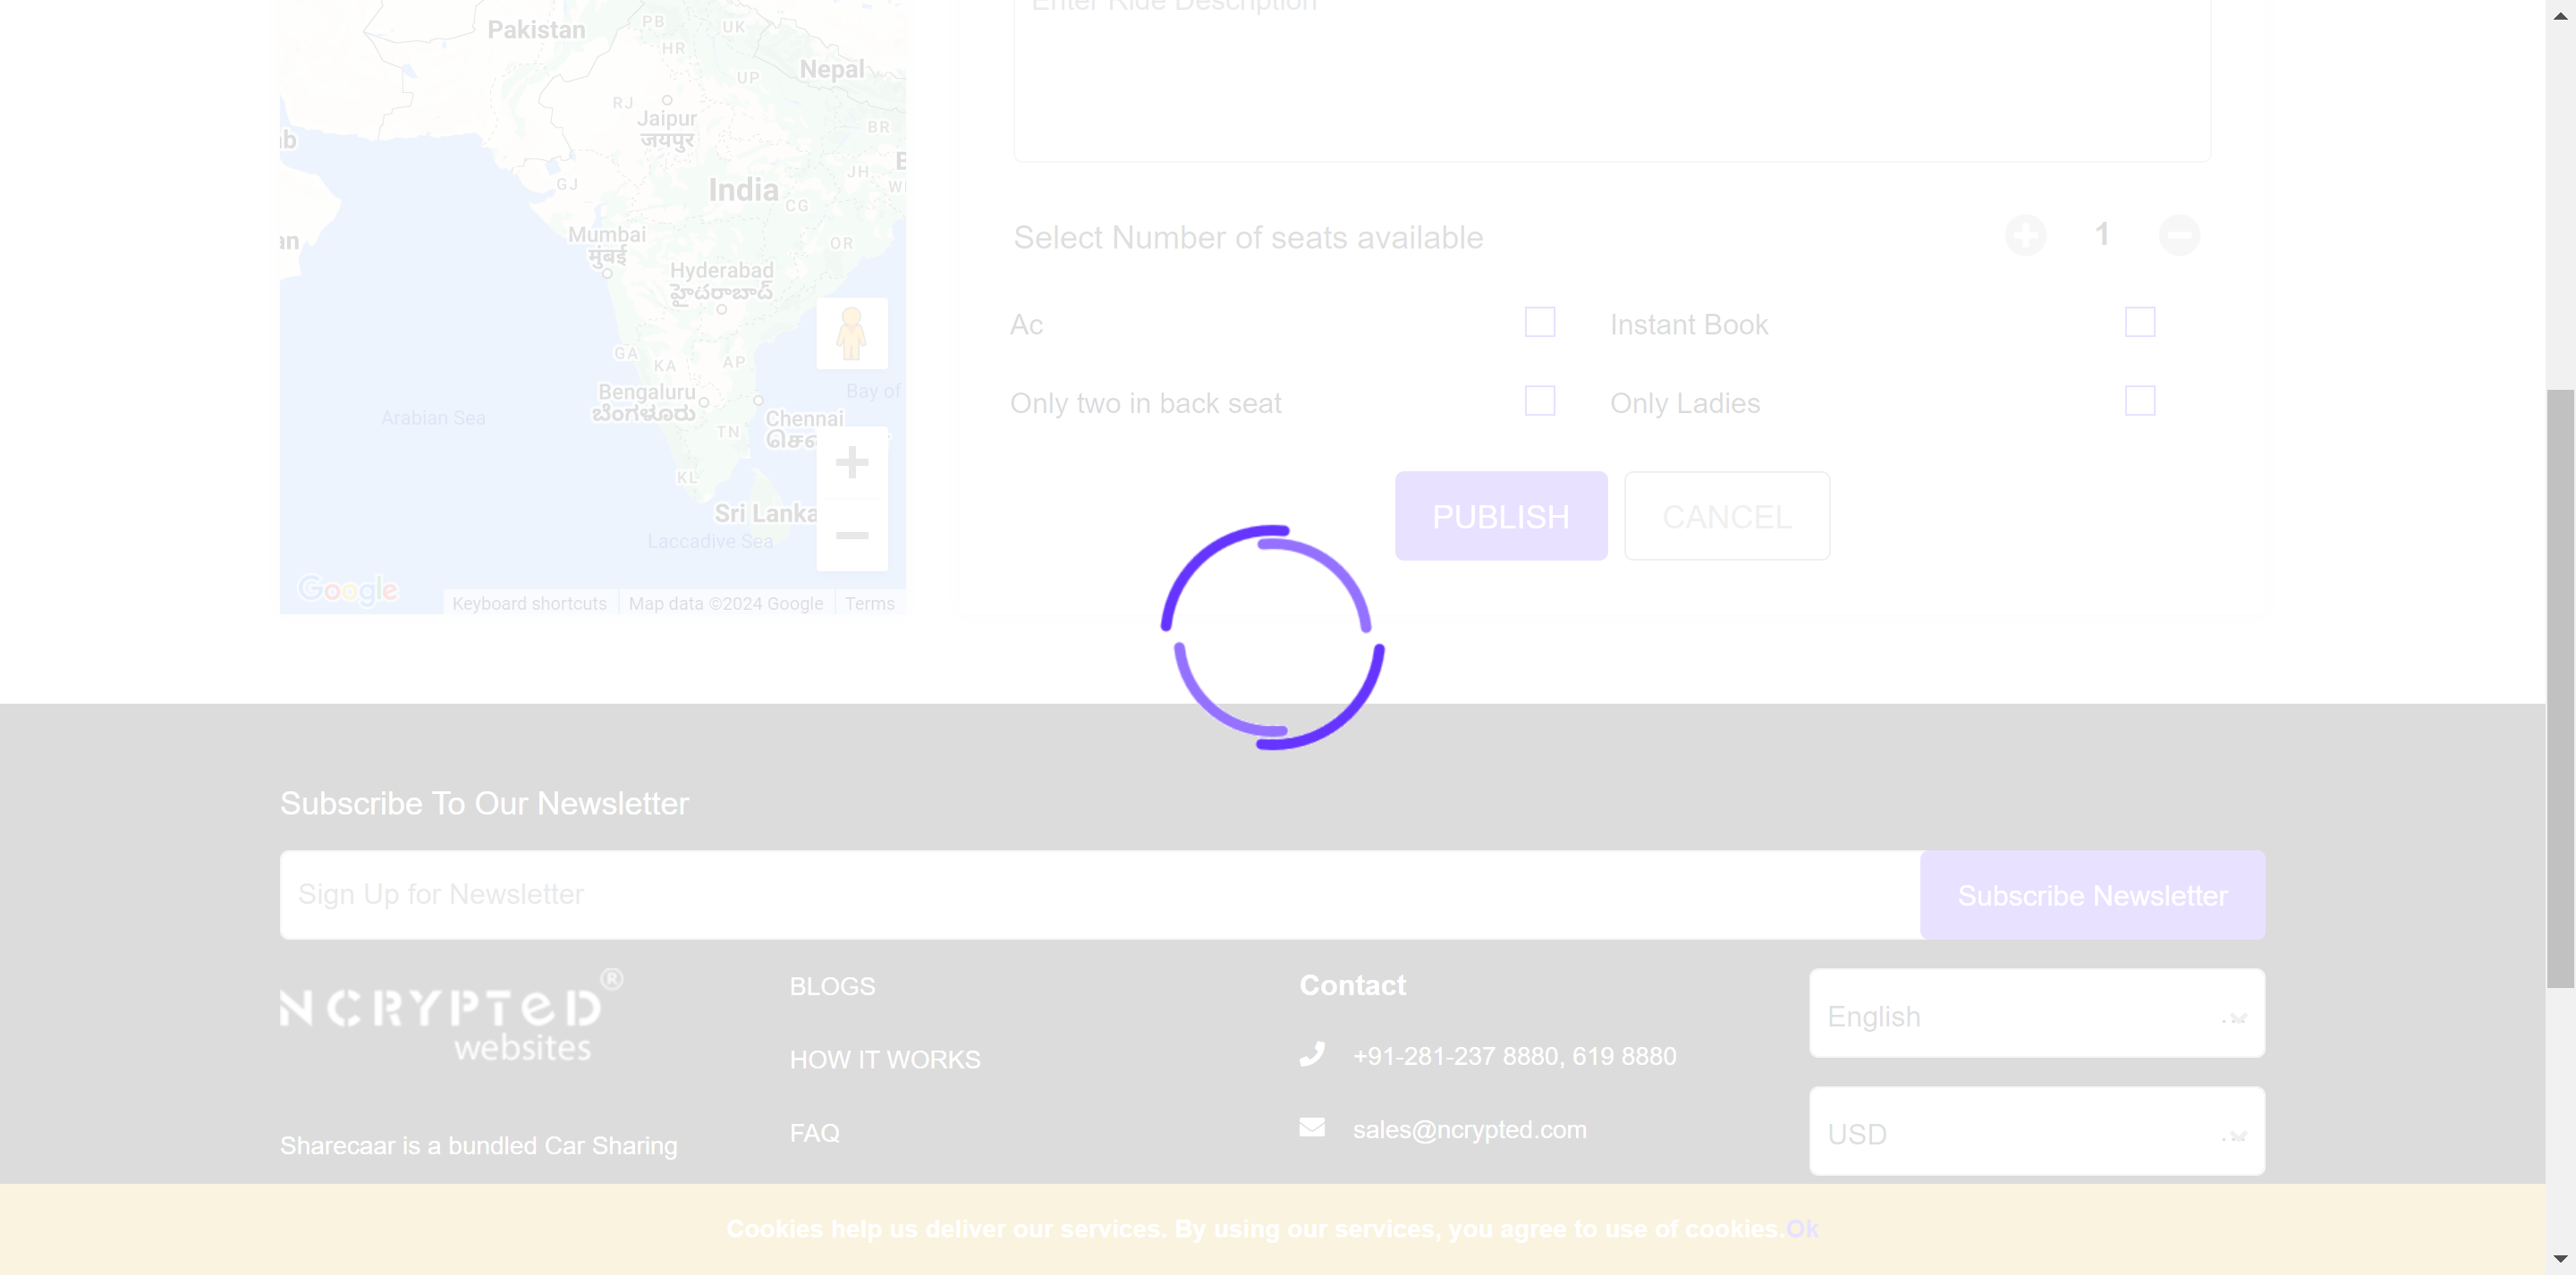 Enter Ride Description
Pakistan
PB
UK
HR
Nepal
UP
RJ
Jaipur
जयपुर
BR
JH
GJ
India
CG
Mumbai
मुंबई
OR
Hyderabad
హైదరాబాద్
GA
KA
AP
Bengaluru
ಬೆಂಗಳೂರು
Bay of
Arabian Sea
Chennai
TN
KL
Sri Lanka
Laccadive Sea
Google
Keyboard shortcuts
Map data ©2024 Google
Terms
Select Number of seats available
1
Ac
Instant Book
Only two in back seat
Only Ladies
PUBLISH
CANCEL
Subscribe To Our Newsletter
Sign Up for Newsletter
Subscribe Newsletter
NCRYPTeD®
websites
Sharecaar is a bundled Car Sharing
BLOGS
HOW IT WORKS
FAQ
Contact
+91-281-237 8880, 619 8880
sales@ncrypted.com
English
USD
Cookies help us deliver our services. By using our services, you agree to use of cookies.Ok